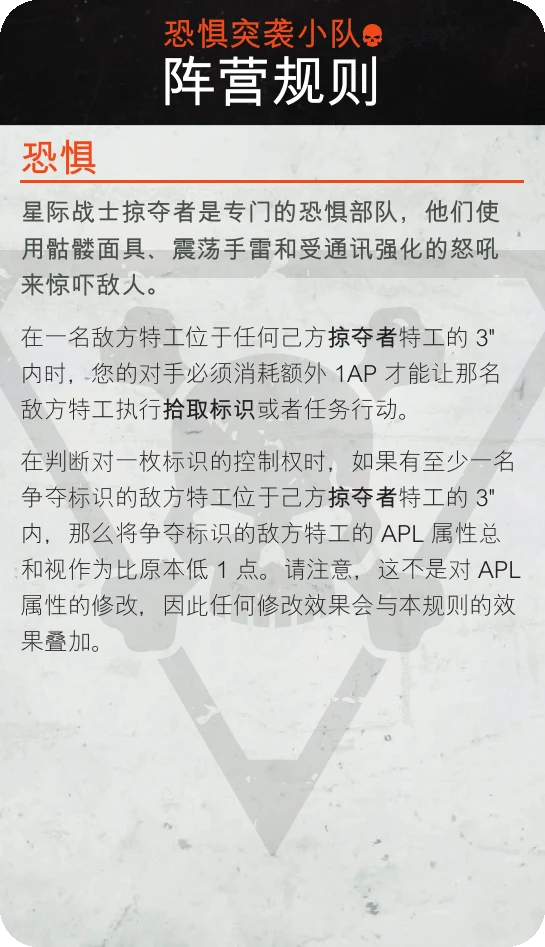 恐惧突袭小队
阵营规则
恐惧
星际战士掠夺者是专门的恐惧部队，他们使
用骷髅面具、震荡手雷和受通讯强化的怒吼
来惊吓敌人。
在一名敌方特工位于任何己方掠夺者特工的 3"
内时，您的对手必须消耗额外 1AP 才能让那名
敌方特工执行拾取标识或者任务行动。
在判断对一枚标识的控制权时，如果有至少一名
争夺标识的敌方特工位于己方掠夺者特工的 3"
内，那么将争夺标识的敌方特工的 APL 属性总
和视作为比原本低 1 点。请注意，这不是对 APL
属性的修改，因此任何修改效果会与本规则的效
果叠加。